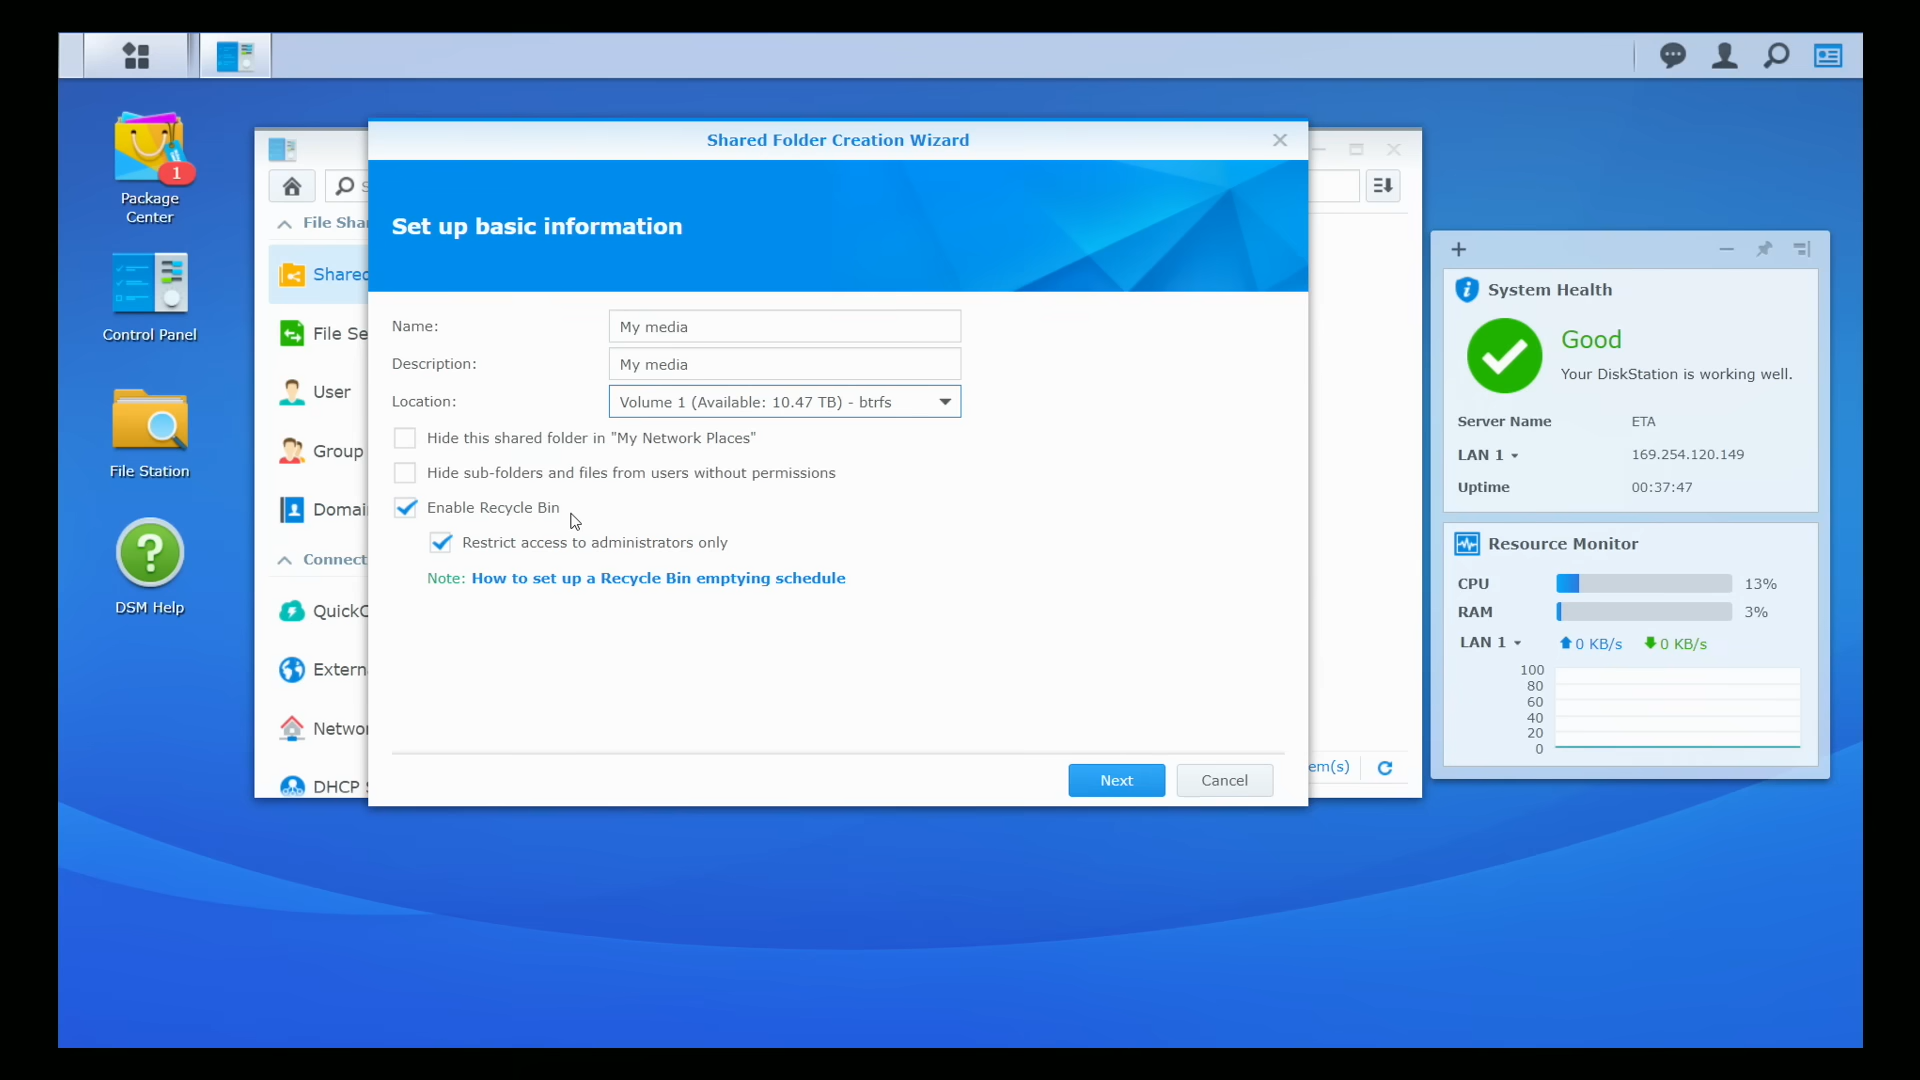 Package
Center
1
Control Panel
File Station
DSM Help
File Sha
Shared
File Se
User
Group
Domai
Connect
QuickC
Extern
Networ
DHCP S
Shared Folder Creation Wizard
Set up basic information
Name:
My media
Description:
My media
Location:
Volume 1 (Available: 10.47 TB) - btrfs
Hide this shared folder in "My Network Places"
Hide sub-folders and files from users without permissions
Enable Recycle Bin
Restrict access to administrators only
Note: How to set up a Recycle Bin emptying schedule
Next
Cancel
em(s)
System Health
Good
Your DiskStation is working well.
Server Name
ETA
LAN 1
169.254.120.149
Uptime
00:37:47
Resource Monitor
CPU
13%
RAM
3%
LAN 1
0 KB/s
0 KB/s
100
80
60
40
20
0